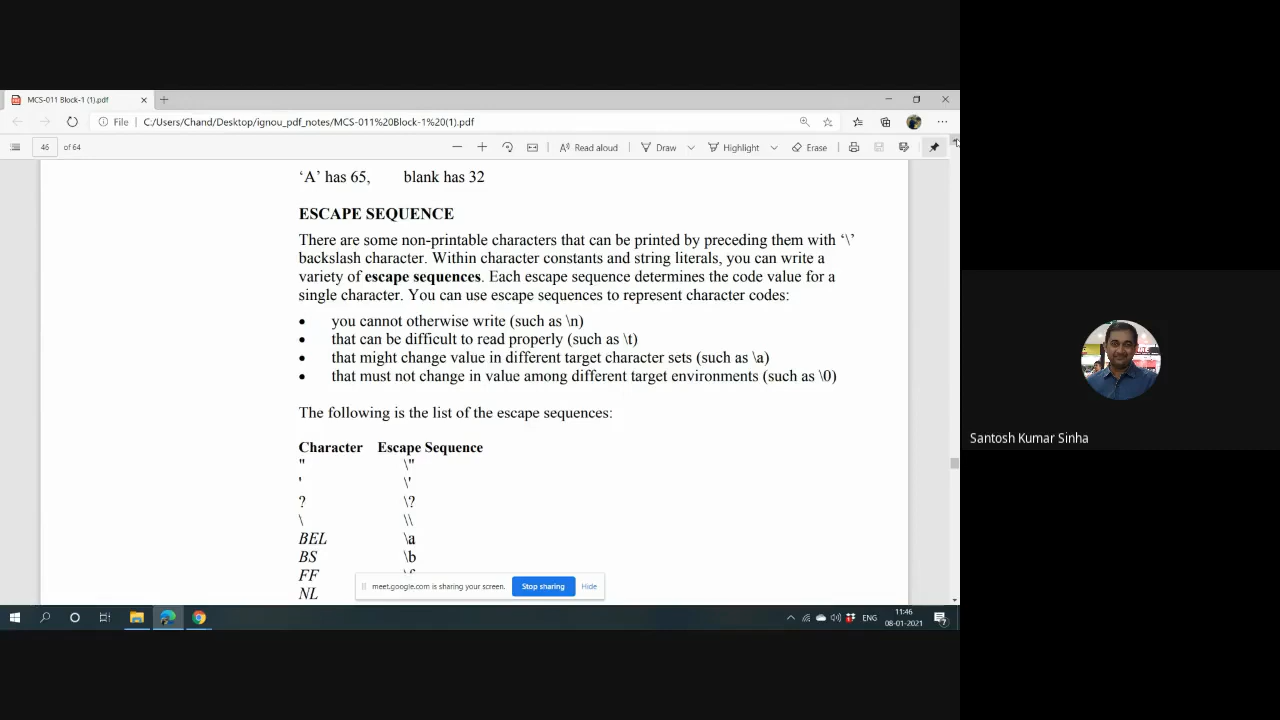 MCS-011 Block-1 (1).pdf
File
C:/Users/Chand/Desktop/ignou_pdf_notes/MCS-011%20Block-1%20(1).pdf
46 of 64
Read aloud
Draw
Highlight
Erase
‘A’ has 65, blank has 32
ESCAPE SEQUENCE
There are some non-printable characters that can be printed by preceding them with ‘\’
backslash character. Within character constants and string literals, you can write a
variety of escape sequences. Each escape sequence determines the code value for a
single character. You can use escape sequences to represent character codes:
• you cannot otherwise write (such as \n)
• that can be difficult to read properly (such as \t)
• that might change value in different target character sets (such as \a)
• that must not change in value among different target environments (such as \0)
The following is the list of the escape sequences:
Character Escape Sequence
" \"
' \'
? \?
\ \\
BEL \a
BS \b
FF
NL
meet.google.com is sharing your screen. Stop sharing Hide
ENG
11:46
08-01-2021
Santosh Kumar Sinha